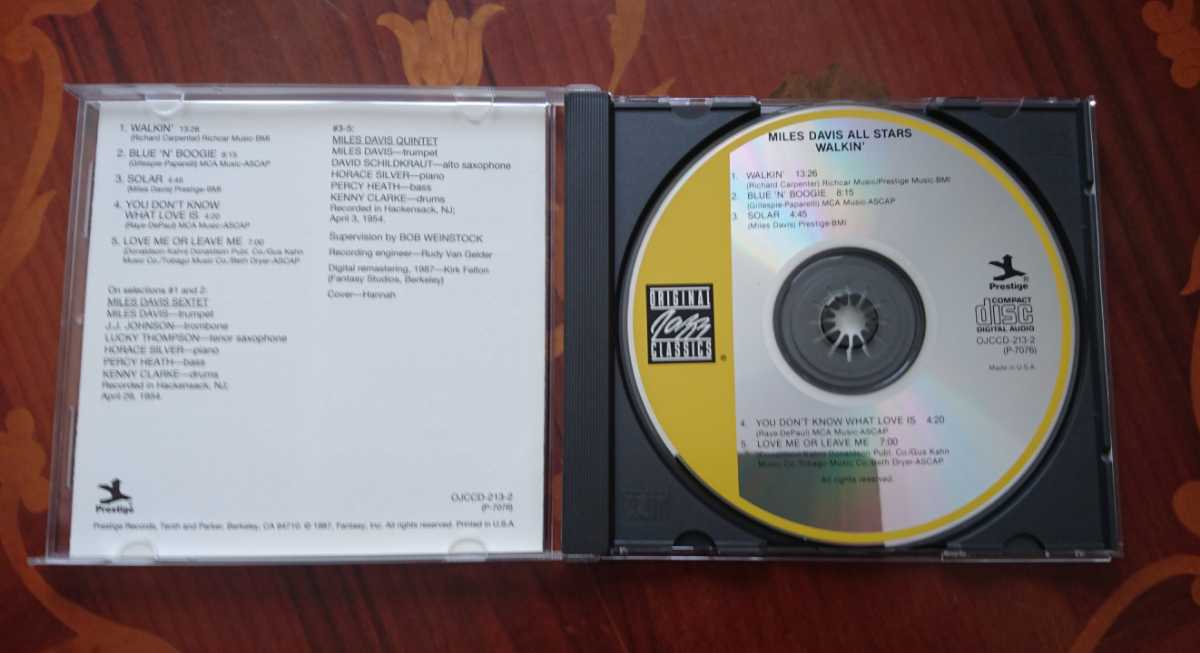 1. WALKIN' 13:26
(Richard Carpenter) Richcar Music-BMI
2. BLUE 'N' BOOGIE 8:15
(Gillespie-Paparelli) MCA Music-ASCAP
3. SOLAR 4:45
(Miles Davis) Prestige-BMI
4. YOU DON'T KNOW
WHAT LOVE IS 4:20
(Raye-DePaul) MCA Music-ASCAP
5. LOVE ME OR LEAVE ME 7:00
(Donaldson-Kahn) Donaldson Publ. Co./Gus Kahn
Music Co./Tobago Music Co./Beth Dryer-ASCAP
On selections #1 and 2:
MILES DAVIS SEXTET
MILES DAVIS—trumpet
J.J. JOHNSON—trombone
LUCKY THOMPSON—tenor saxophone
HORACE SILVER—piano
PERCY HEATH—bass
KENNY CLARKE—drums
Recorded in Hackensack, NJ;
April 29, 1954.
#3-5:
MILES DAVIS QUINTET
MILES DAVIS—trumpet
DAVID SCHILDKRAUT—alto saxophone
HORACE SILVER—piano
PERCY HEATH—bass
KENNY CLARKE—drums
Recorded in Hackensack, NJ;
April 3, 1954.
Supervision by BOB WEINSTOCK
Recording engineer—Rudy Van Gelder
Digital remastering, 1987—Kirk Felton
(Fantasy Studios, Berkeley)
Cover—Hannah
Prestige
OJCCD-213-2
(P-7076)
Prestige Records, Tenth and Parker, Berkeley, CA 94710. © 1987, Fantasy, Inc. All rights reserved. Printed in U.S.A.
MILES DAVIS ALL STARS
WALKIN'
1. WALKIN' 13:26
(Richard Carpenter) Richcar Music/Prestige Music-BMI
2. BLUE 'N' BOOGIE 8:15
(Gillespie-Paparelli) MCA Music-ASCAP
3. SOLAR 4:45
(Miles Davis) Prestige-BMI
ORIGINAL
Jazz
CLASSICS
®
Prestige
®
COMPACT
disc
DIGITAL AUDIO
OJCCD-213-2
(P-7076)
Made in U.S.A.
4. YOU DON'T KNOW WHAT LOVE IS 4:20
(Raye-DePaul) MCA Music-ASCAP
5. LOVE ME OR LEAVE ME 7:00
(Donaldson-Kahn) Donaldson Publ. Co./Gus Kahn
Music Co./Tobago Music Co./Beth Dryer-ASCAP
All rights reserved.